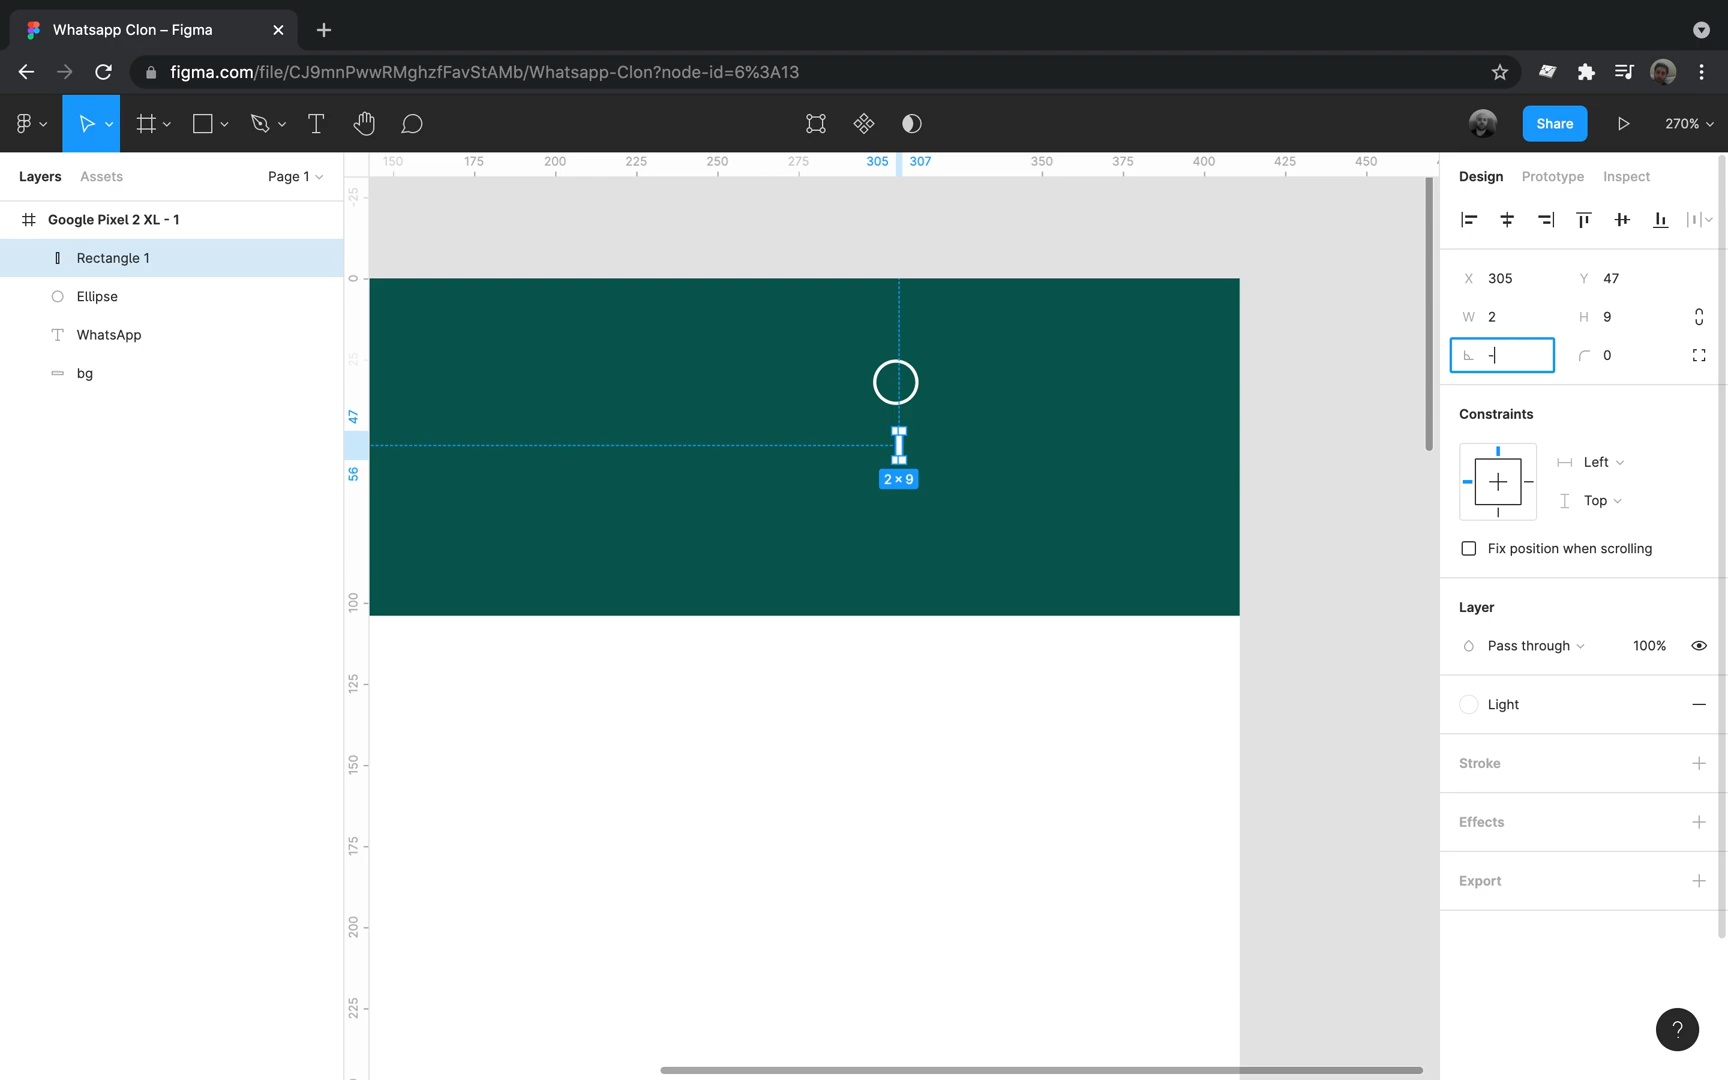 Whatsapp Clon – Figma
figma.com/file/CJ9mnPwwRMghzfFavStAMb/Whatsapp-Clon?node-id=6%3A13
Share
270%
Layers
Assets
Page 1
Google Pixel 2 XL - 1
Rectangle 1
Ellipse
WhatsApp
bg
150 175 200 225 250 275 305 307 350 375 400 425 450
-25
0
25
47
56
100
125
150
175
200
225
2 × 9
Design
Prototype
Inspect
X 305
Y 47
W 2
H 9
-
0
Constraints
Left
Top
Fix position when scrolling
Layer
Pass through
100%
Light
Stroke
Effects
Export
?